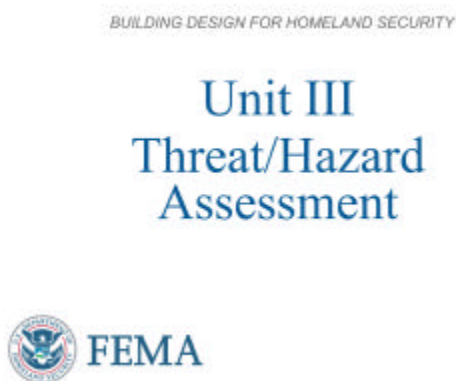 BUILDING DESIGN FOR HOMELAND SECURITY
Unit III
Threat/Hazard
Assessment
FEMA